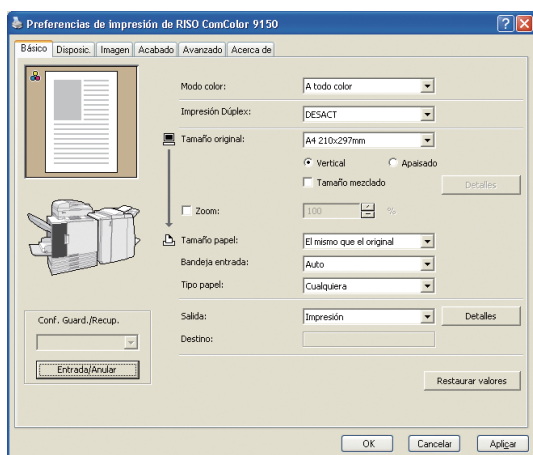 Preferencias de impresión de RISO ComColor 9150
Básico Disposic. Imagen Acabado Avanzado Acerca de
Modo color: A todo color
Impresión Dúplex: DESACT
Tamaño original: A4 210x297mm
Vertical Apaisado
Tamaño mezclado Detalles
Zoom: 100 %
Tamaño papel: El mismo que el original
Bandeja entrada: Auto
Tipo papel: Cualquiera
Conf. Guard./Recup.
Salida: Impresión Detalles
Destino:
Entrada/Anular
Restaurar valores
OK Cancelar Aplicar